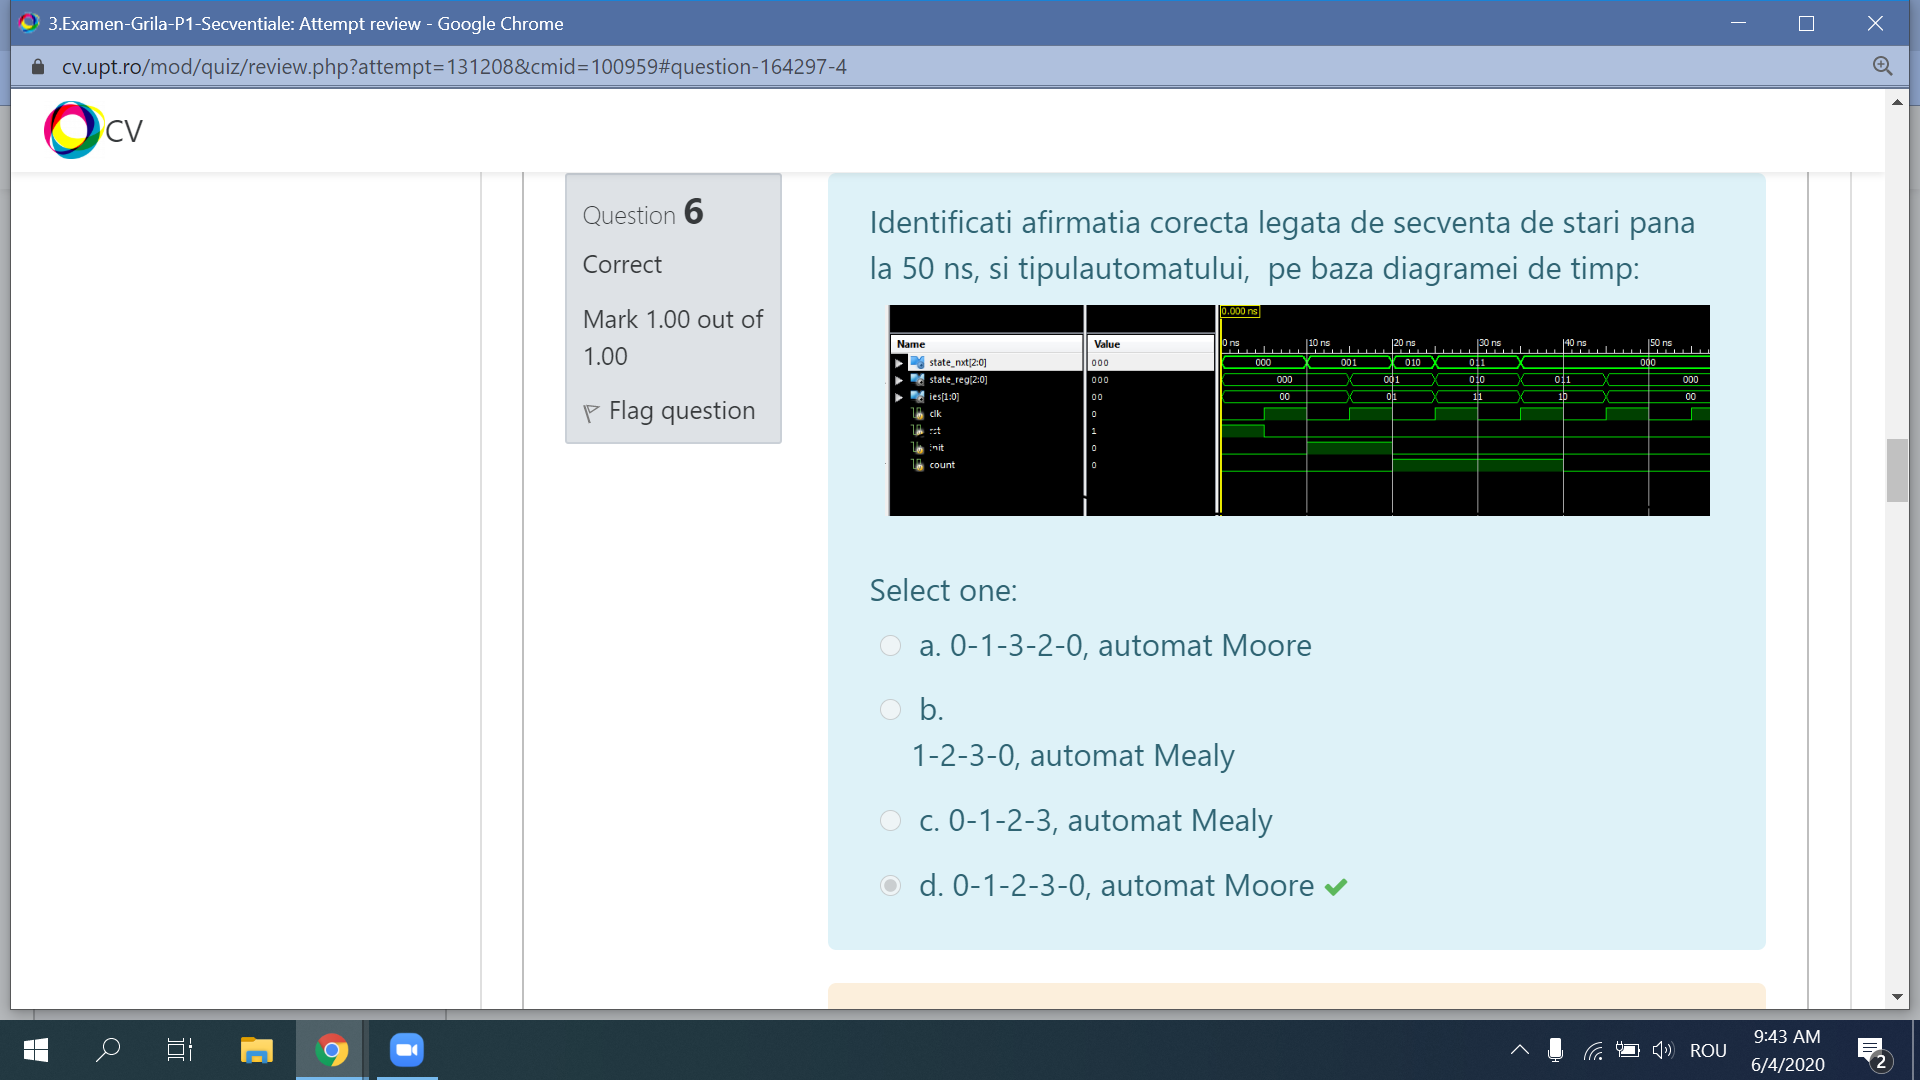 3.Examen-Grila-P1-Secventiale: Attempt review - Google Chrome
cv.upt.ro/mod/quiz/review.php?attempt=131208&cmid=100959#question-164297-4
CV
Question 6
Correct
Mark 1.00 out of
1.00
Flag question
Identificati afirmatia corecta legata de secventa de stari pana
la 50 ns, si tipulautomatului, pe baza diagramei de timp:
0.000 ns
Name Value 0 ns 10 ns 20 ns 30 ns 40 ns 50 ns
state_nxt[2:0] 000 000 001 010 011 000
state_reg[2:0] 000 000 001 010 011 000
ies[1:0] 00 00 01 11 10 00
clk 0
rst 1
init 0
count 0
Select one:
a. 0-1-3-2-0, automat Moore
b.
1-2-3-0, automat Mealy
c. 0-1-2-3, automat Mealy
d. 0-1-2-3-0, automat Moore
ROU
9:43 AM
6/4/2020
2